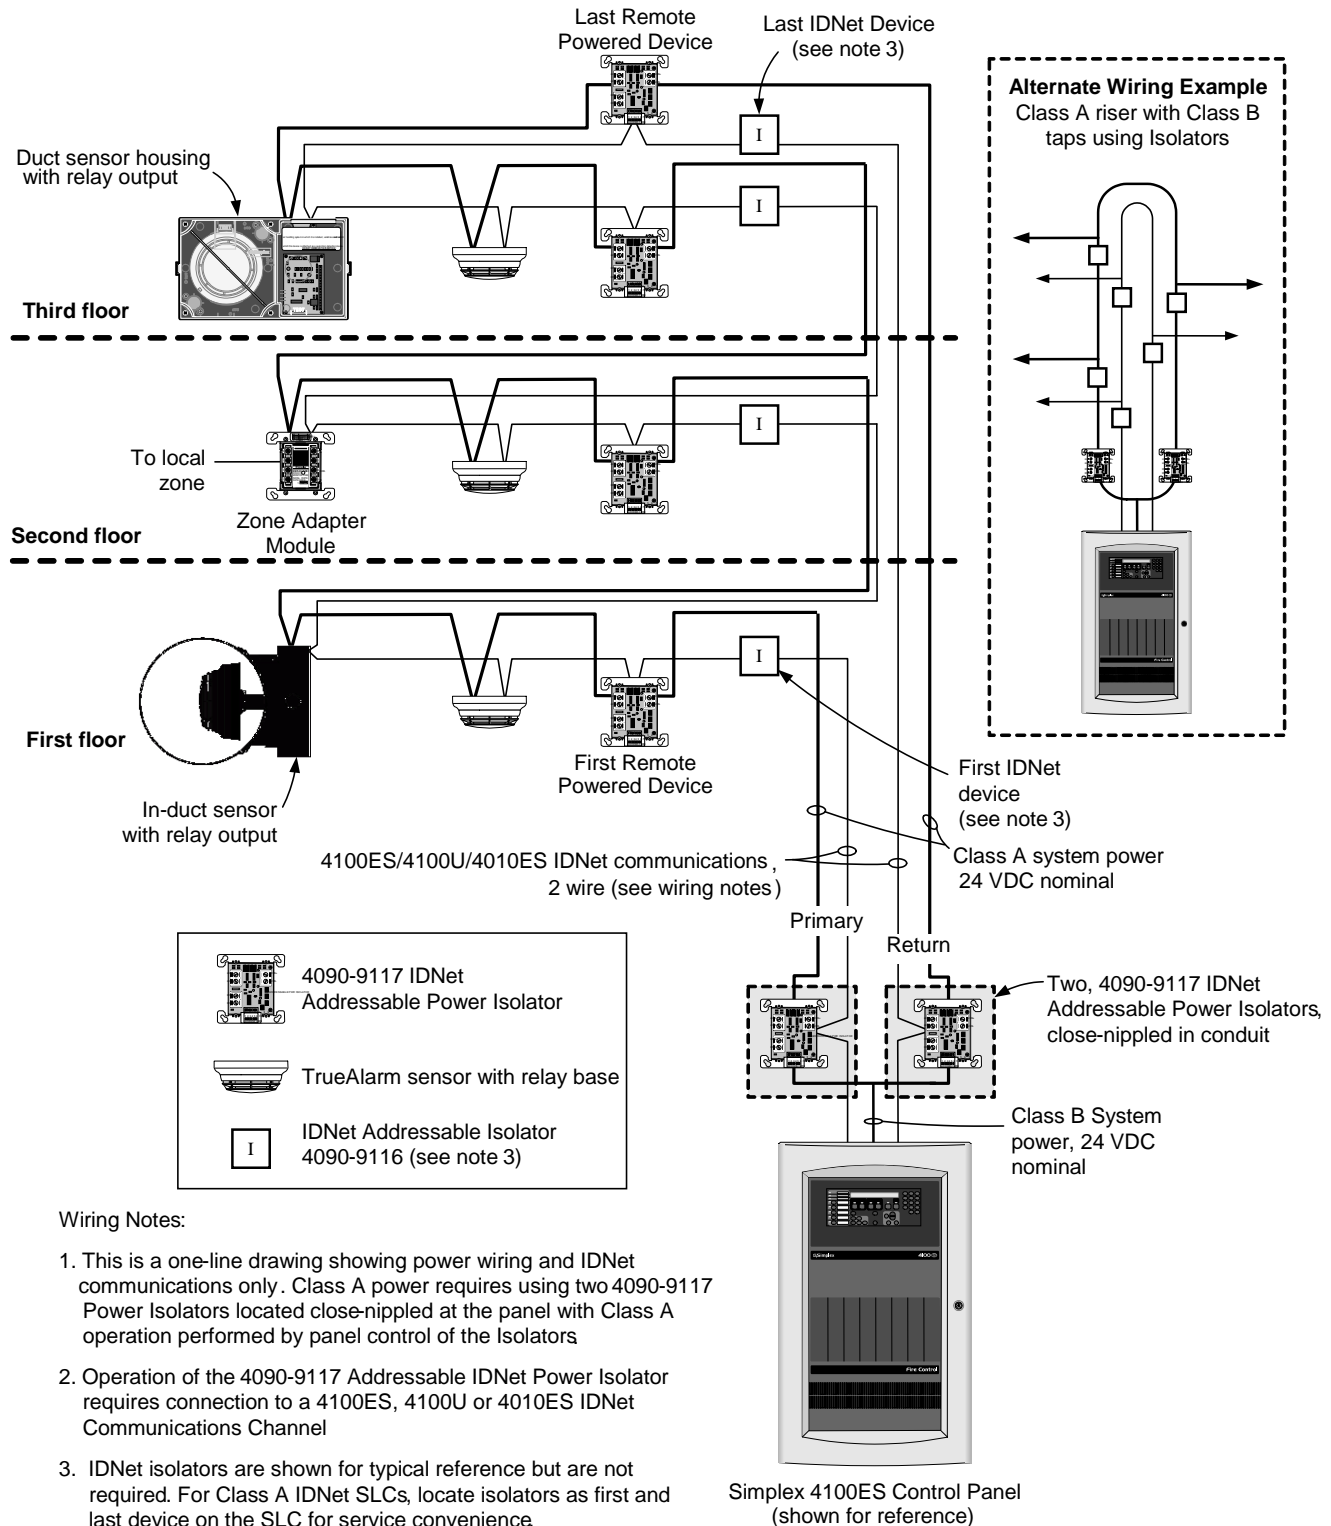 Last Remote
Powered Device
Last IDNet Device
(see note 3)
I
Duct sensor housing
with relay output
I
Third floor
I
To local
zone
Zone Adapter
Module
Second floor
I
First floor
First Remote
Powered Device
In-duct sensor
with relay output
First IDNet
device
(see note 3)
4100ES/4100U/4010ES IDNet communications ,
2 wire (see wiring notes)
Class A system power
24 VDC nominal
Primary
Return
Alternate Wiring Example
Class A riser with Class B
taps using Isolators
4090-9117 IDNet
Addressable Power Isolator
TrueAlarm sensor with relay base
I
IDNet Addressable Isolator
4090-9116 (see note 3)
Two, 4090-9117 IDNet
Addressable Power Isolators,
close-nippled in conduit
Class B System
power, 24 VDC
nominal
Simplex
4100
Fire Control
Simplex 4100ES Control Panel
(shown for reference)
Wiring Notes:
1. This is a one-line drawing showing power wiring and IDNet
communications only. Class A power requires using two 4090-9117
Power Isolators located close-nippled at the panel with Class A
operation performed by panel control of the Isolators
2. Operation of the 4090-9117 Addressable IDNet Power Isolator
requires connection to a 4100ES, 4100U or 4010ES IDNet
Communications Channel
3. IDNet isolators are shown for typical reference but are not
required. For Class A IDNet SLCs, locate isolators as first and
last device on the SLC for service convenience